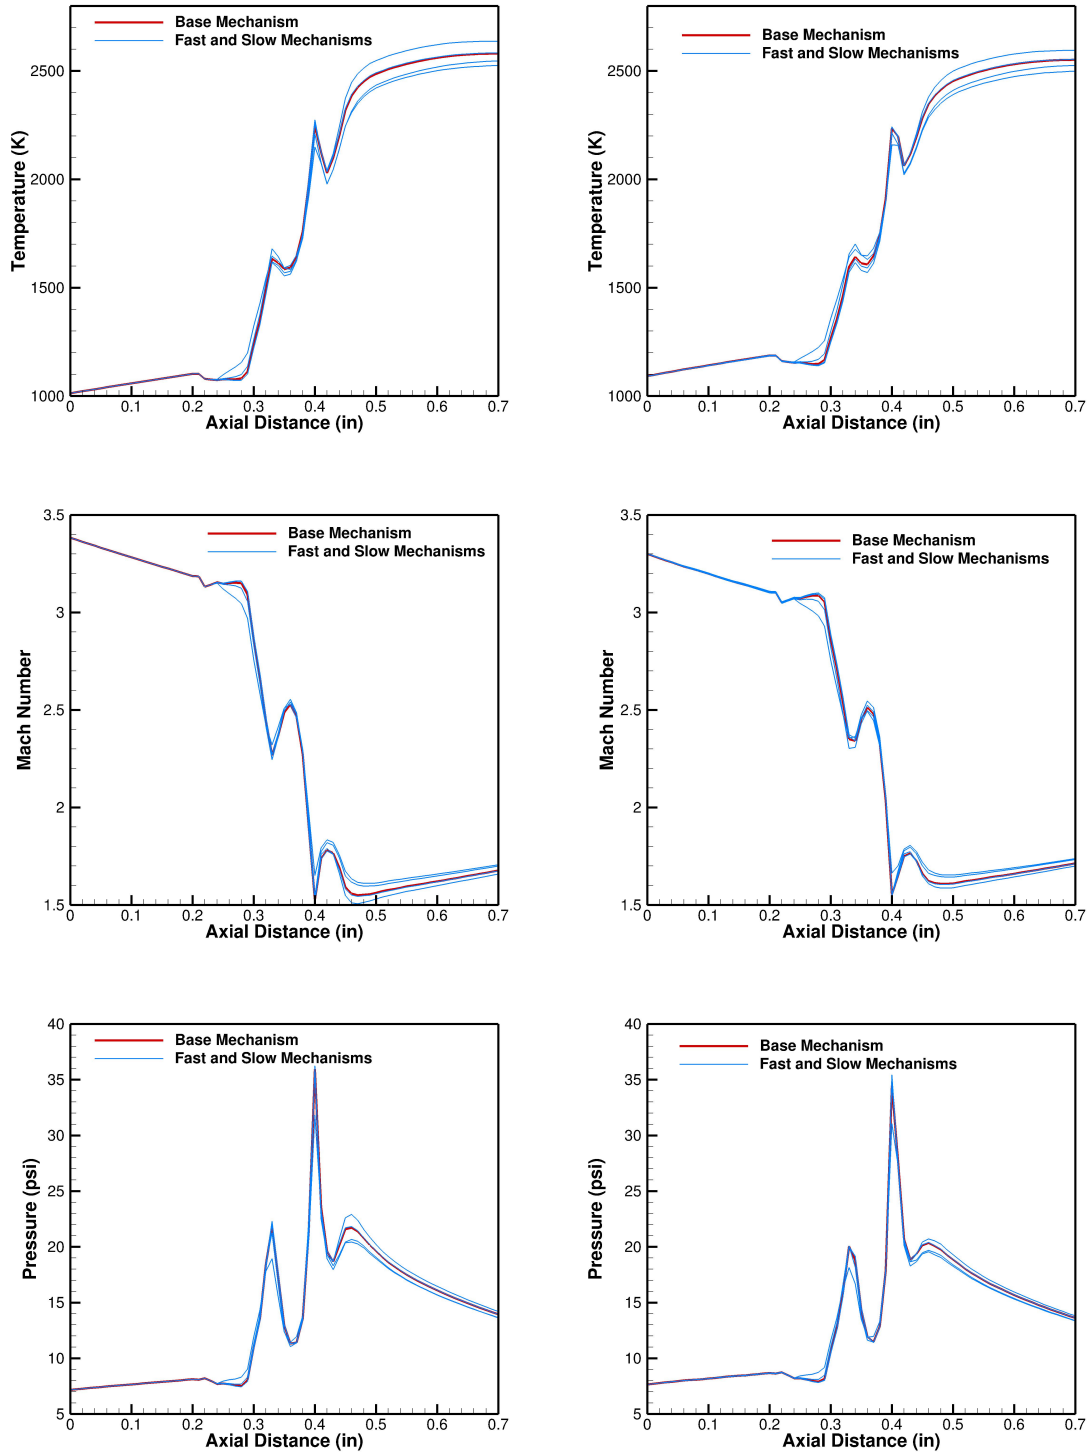 Base Mechanism
Fast and Slow Mechanisms
Temperature (K)
2500
2000
1500
1000
0 0.1 0.2 0.3 0.4 0.5 0.6 0.7
Axial Distance (in)
Base Mechanism
Fast and Slow Mechanisms
Temperature (K)
2500
2000
1500
1000
0 0.1 0.2 0.3 0.4 0.5 0.6 0.7
Axial Distance (in)
Base Mechanism
Fast and Slow Mechanisms
Mach Number
3.5
3
2.5
2
1.5
0 0.1 0.2 0.3 0.4 0.5 0.6 0.7
Axial Distance (in)
Base Mechanism
Fast and Slow Mechanisms
Mach Number
3.5
3
2.5
2
1.5
0 0.1 0.2 0.3 0.4 0.5 0.6 0.7
Axial Distance (in)
Base Mechanism
Fast and Slow Mechanisms
Pressure (psi)
40
35
30
25
20
15
10
5
0 0.1 0.2 0.3 0.4 0.5 0.6 0.7
Axial Distance (in)
Base Mechanism
Fast and Slow Mechanisms
Pressure (psi)
40
35
30
25
20
15
10
5
0 0.1 0.2 0.3 0.4 0.5 0.6 0.7
Axial Distance (in)